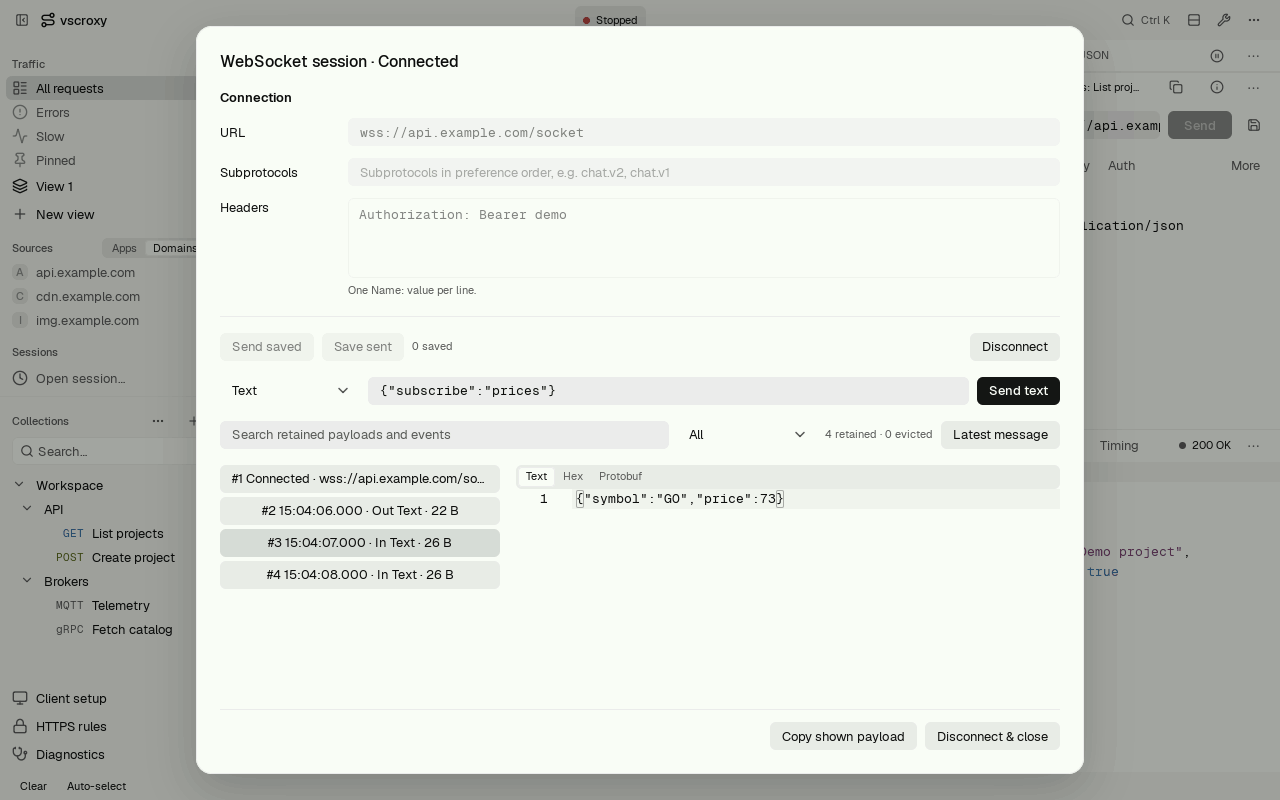 vscroxy
Stopped
Ctrl K
Traffic
All requests
Errors
Slow
Pinned
View 1
New view
Sources
Apps
Domains
A api.example.com
C cdn.example.com
I img.example.com
Sessions
Open session...
Collections
Search...
Workspace
API
GET List projects
POST Create project
Brokers
MQTT Telemetry
gRPC Fetch catalog
Client setup
HTTPS rules
Diagnostics
Clear
Auto-select
WebSocket session · Connected
Connection
URL
wss://api.example.com/socket
Subprotocols
Subprotocols in preference order, e.g. chat.v2, chat.v1
Headers
Authorization: Bearer demo
One Name: value per line.
Send saved
Save sent
0 saved
Disconnect
Text
{"subscribe":"prices"}
Send text
Search retained payloads and events
All
4 retained · 0 evicted
Latest message
#1 Connected · wss://api.example.com/so...
#2 15:04:06.000 · Out Text · 22 B
#3 15:04:07.000 · In Text · 26 B
#4 15:04:08.000 · In Text · 26 B
Text
Hex
Protobuf
1 {"symbol":"GO","price":73}
Copy shown payload
Disconnect & close
JSON
s: List proj...
/api.examp
Send
y
Auth
More
lication/json
Timing
200 OK
Demo project",
true